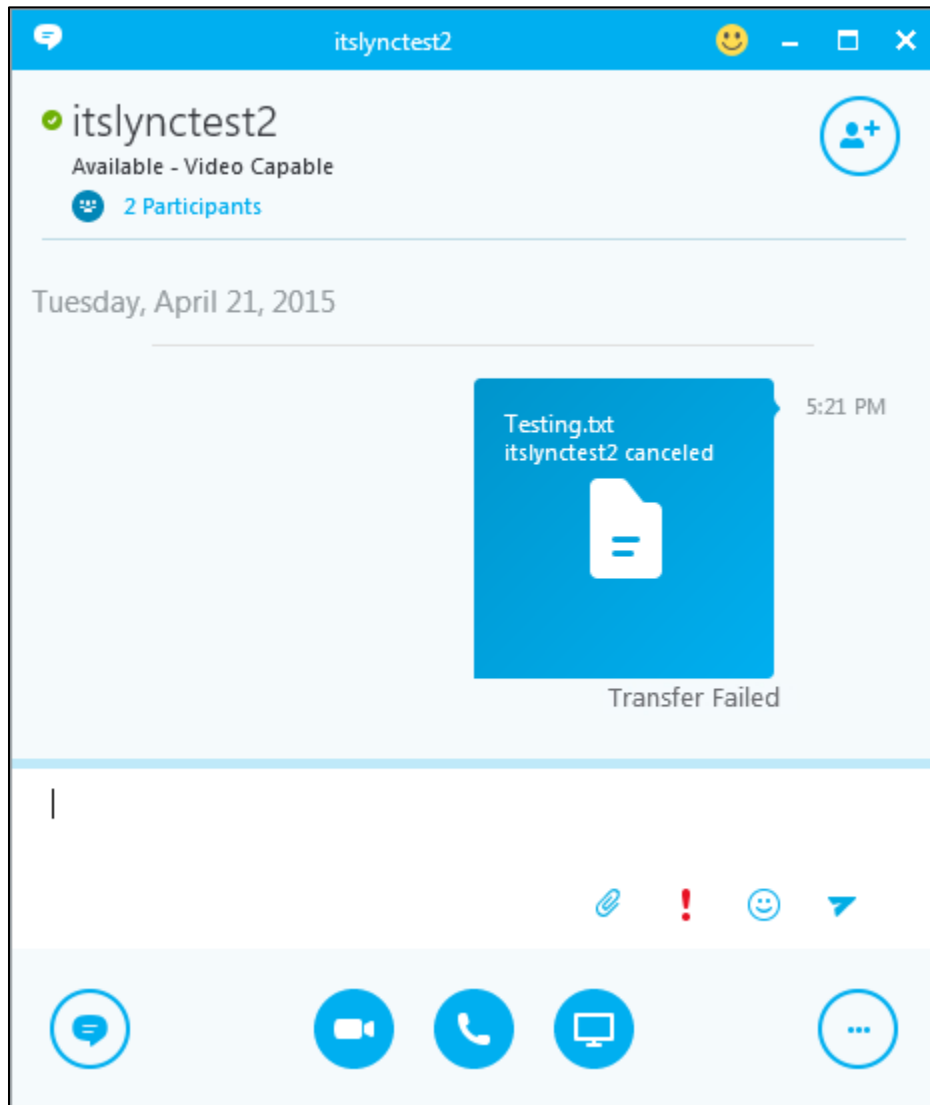 itslynctest2
itslynctest2
Available - Video Capable
2 Participants
Tuesday, April 21, 2015
5:21 PM
Testing.txt
itslynctest2 canceled
Transfer Failed